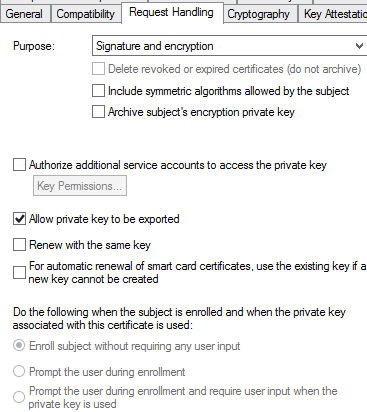 General Compatibility Request Handling Cryptography Key Attestatio
Purpose: Signature and encryption
Delete revoked or expired certificates (do not archive)
Include symmetric algorithms allowed by the subject
Archive subject's encryption private key
Authorize additional service accounts to access the private key
Key Permissions...
Allow private key to be exported
Renew with the same key
For automatic renewal of smart card certificates, use the existing key if a
new key cannot be created
Do the following when the subject is enrolled and when the private key
associated with this certificate is used:
Enroll subject without requiring any user input
Prompt the user during enrollment
Prompt the user during enrollment and require user input when the
private key is used